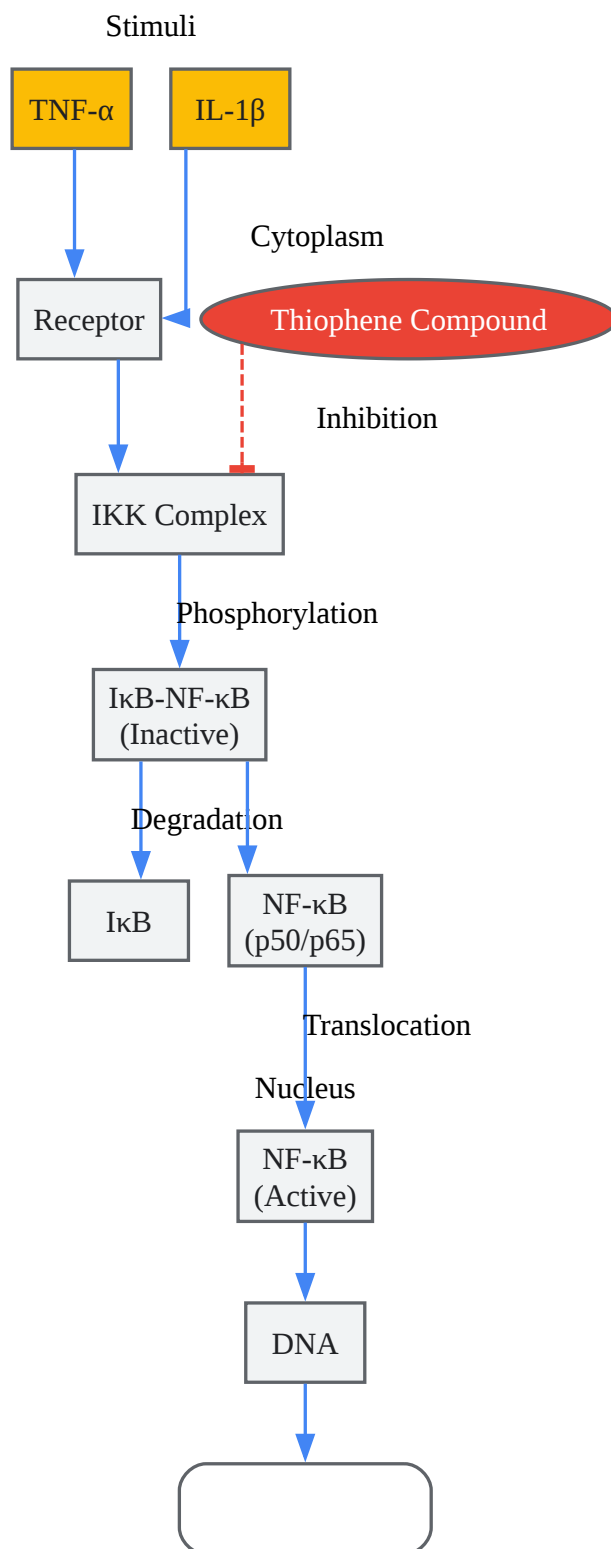 Stimuli
TNF-α
IL-1β
Cytoplasm
Receptor
Thiophene Compound
Inhibition
IKK Complex
Phosphorylation
IκB-NF-κB
(Inactive)
Degradation
IκB
NF-κB
(p50/p65)
Translocation
Nucleus
NF-κB
(Active)
DNA